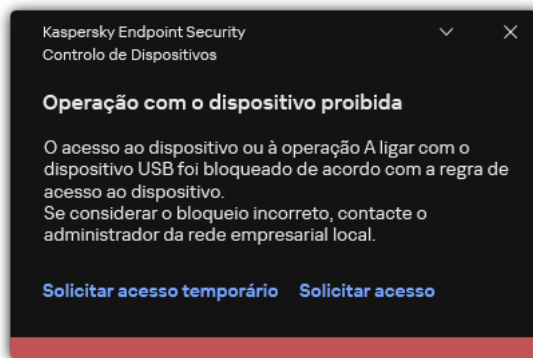 Kaspersky Endpoint Security
Controlo de Dispositivos
Operação com o dispositivo proibida
O acesso ao dispositivo ou à operação A ligar com o
dispositivo USB foi bloqueado de acordo com a regra de
acesso ao dispositivo.
Se considerar o bloqueio incorreto, contacte o
administrador da rede empresarial local.
Solicitar acesso temporário Solicitar acesso